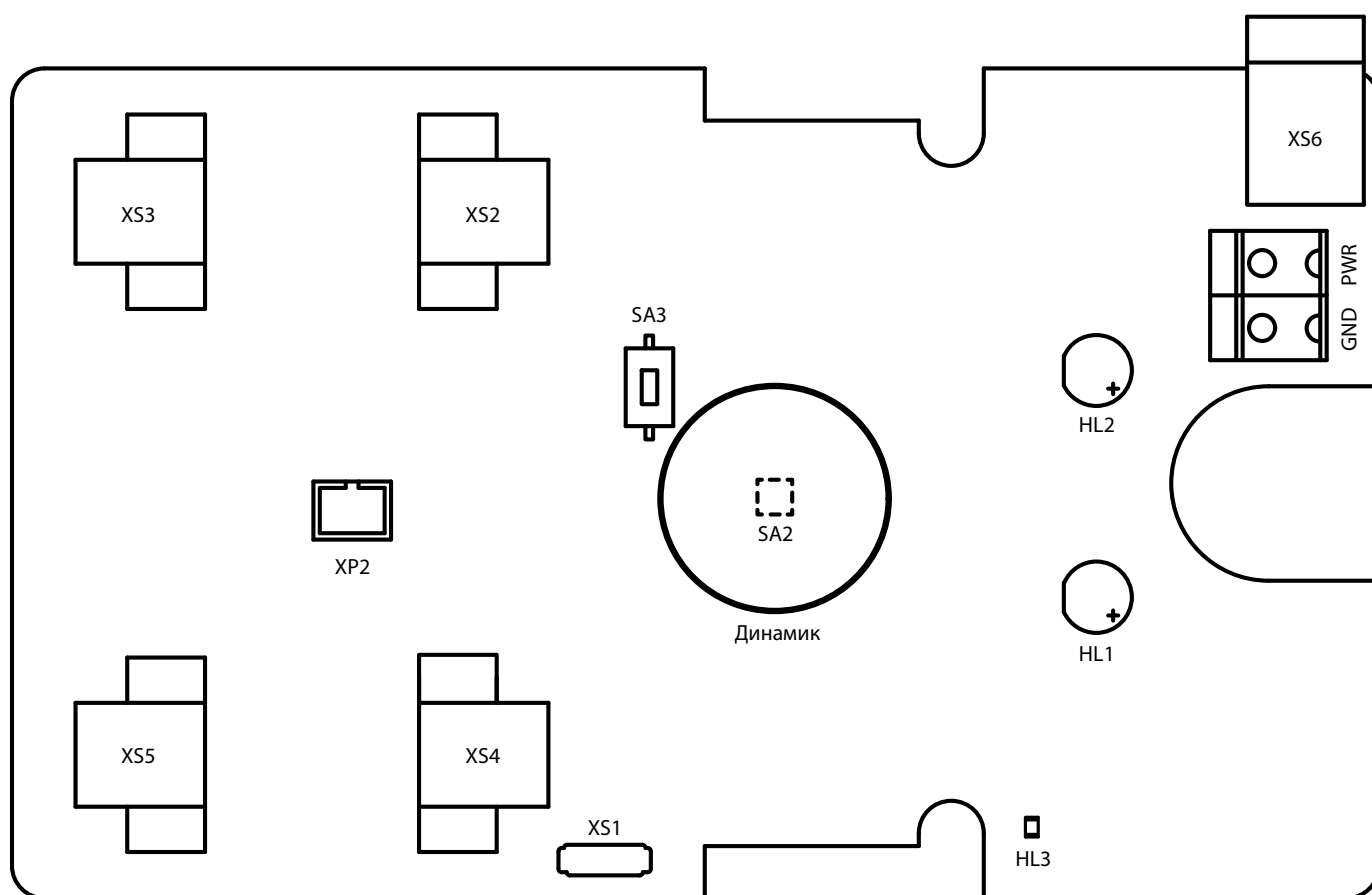 XS6
XS3
XS2
PWR
GND
SA3
HL2
SA2
XP2
Динамик
HL1
XS5
XS4
XS1
HL3